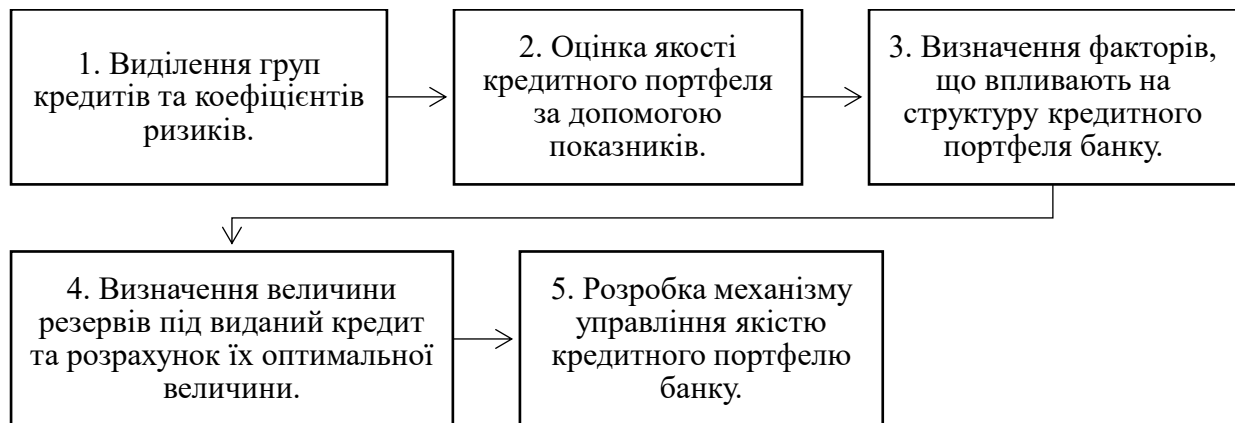 1. Виділення груп
кредитів та коефіцієнтів
ризиків.
2. Оцінка якості
кредитного портфеля
за допомогою
показників.
3. Визначення факторів,
що впливають на
структуру кредитного
портфеля банку.
4. Визначення величини
резервів під виданий кредит
та розрахунок їх оптимальної
величини.
5. Розробка механізму
управління якістю
кредитного портфелю
банку.